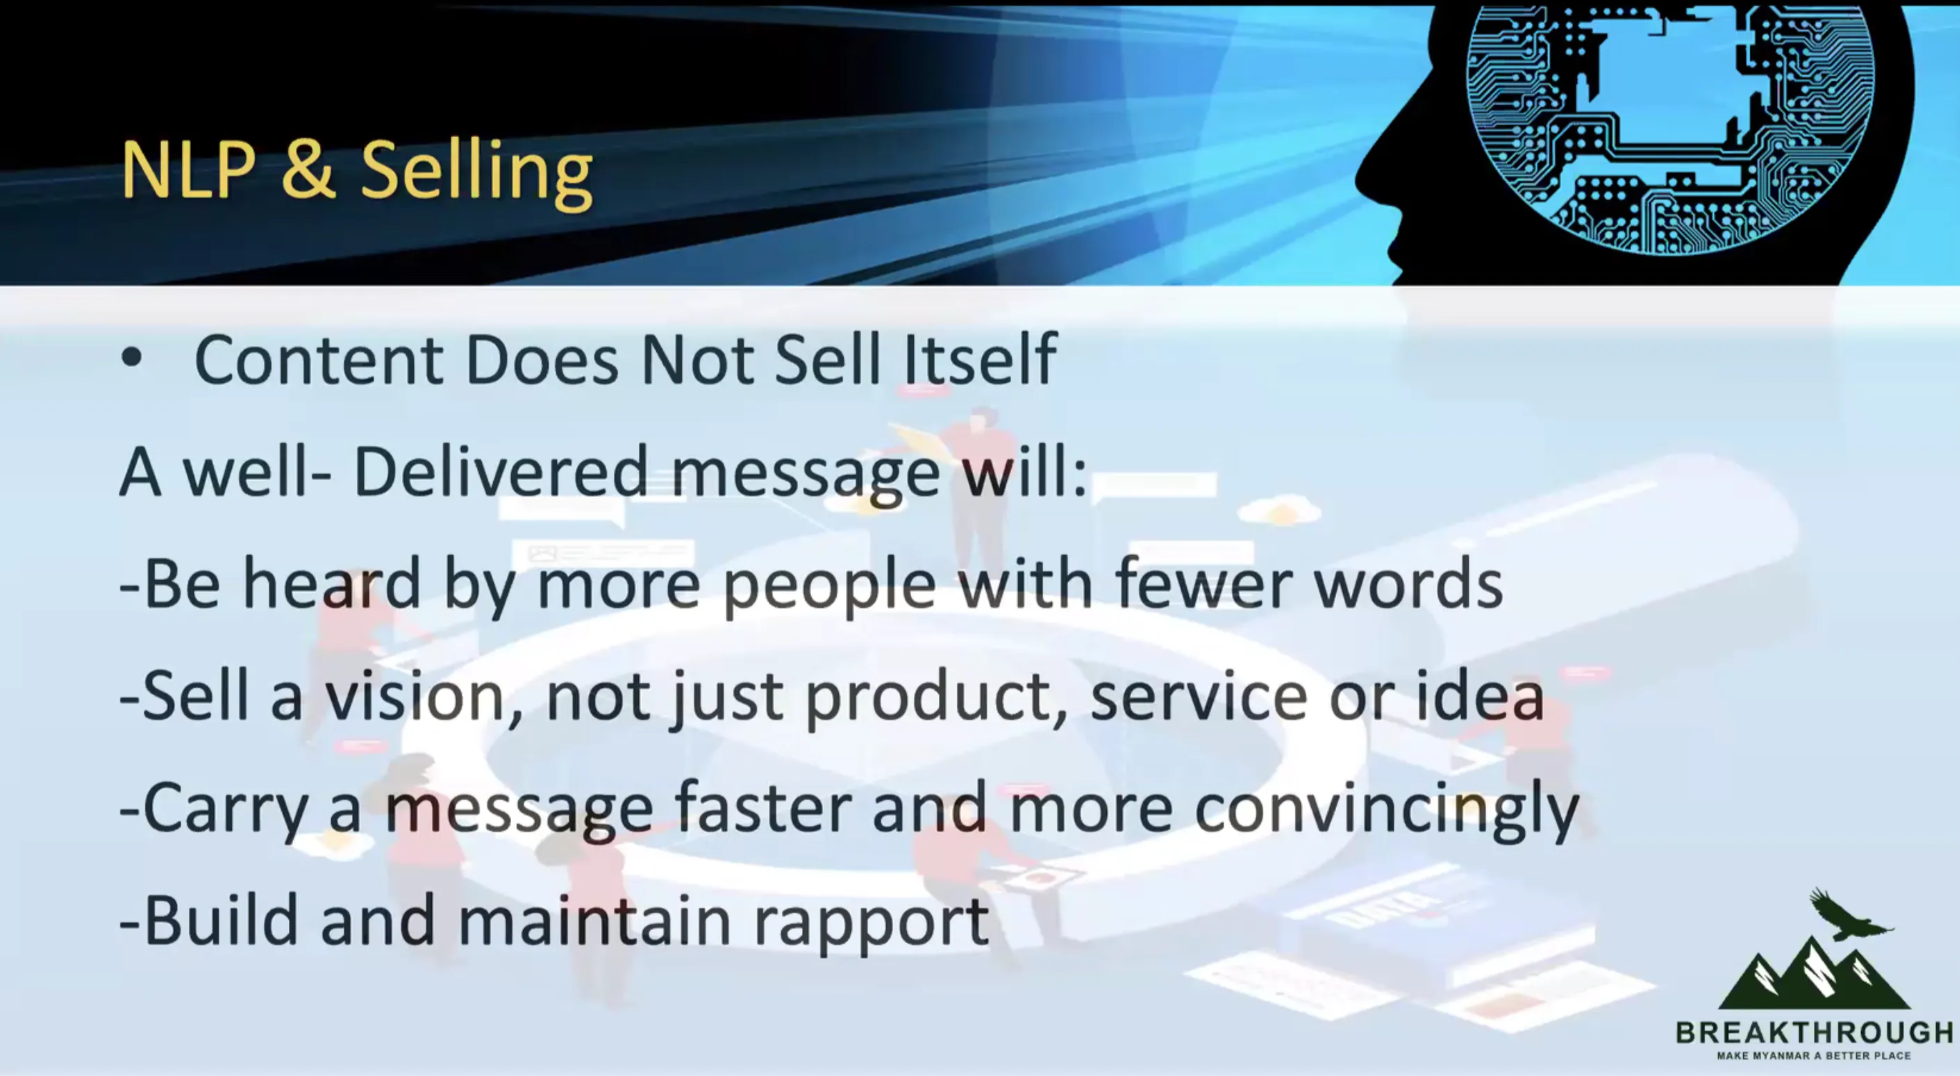 NLP & Selling
• Content Does Not Sell Itself
A well- Delivered message will:
-Be heard by more people with fewer words
-Sell a vision, not just product, service or idea
-Carry a message faster and more convincingly
-Build and maintain rapport
DATA
BREAKTHROUGH
MAKE MYANMAR A BETTER PLACE